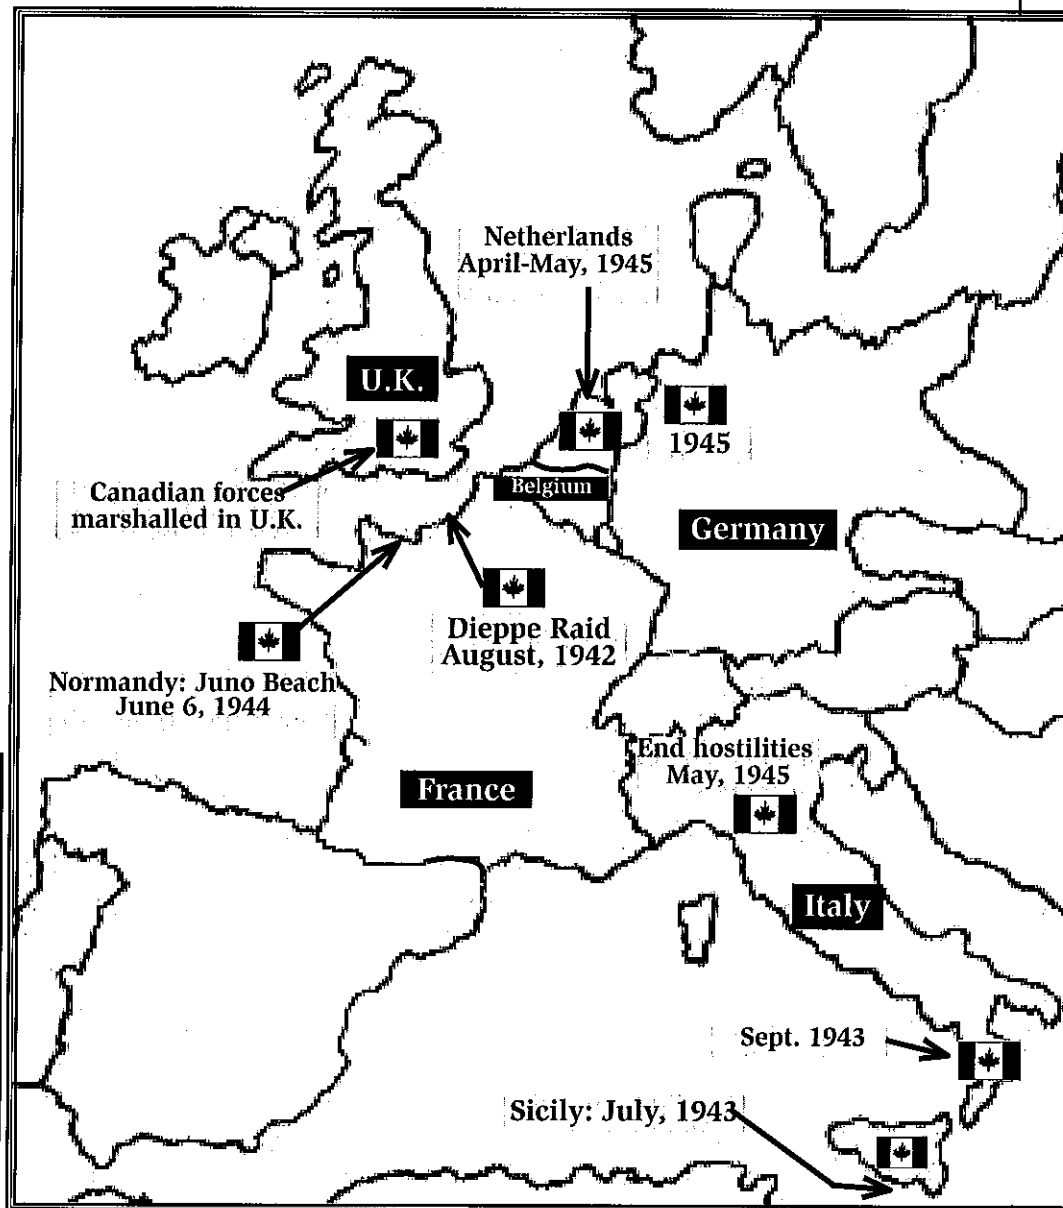 Netherlands
April-May, 1945
U.K.
1945
Canadian forces
marshalled in U.K.
Belgium
Germany
Dieppe Raid
August, 1942
Normandy: Juno Beach
June 6, 1944
End hostilities
May, 1945
France
Italy
Sept. 1943
Sicily: July, 1943